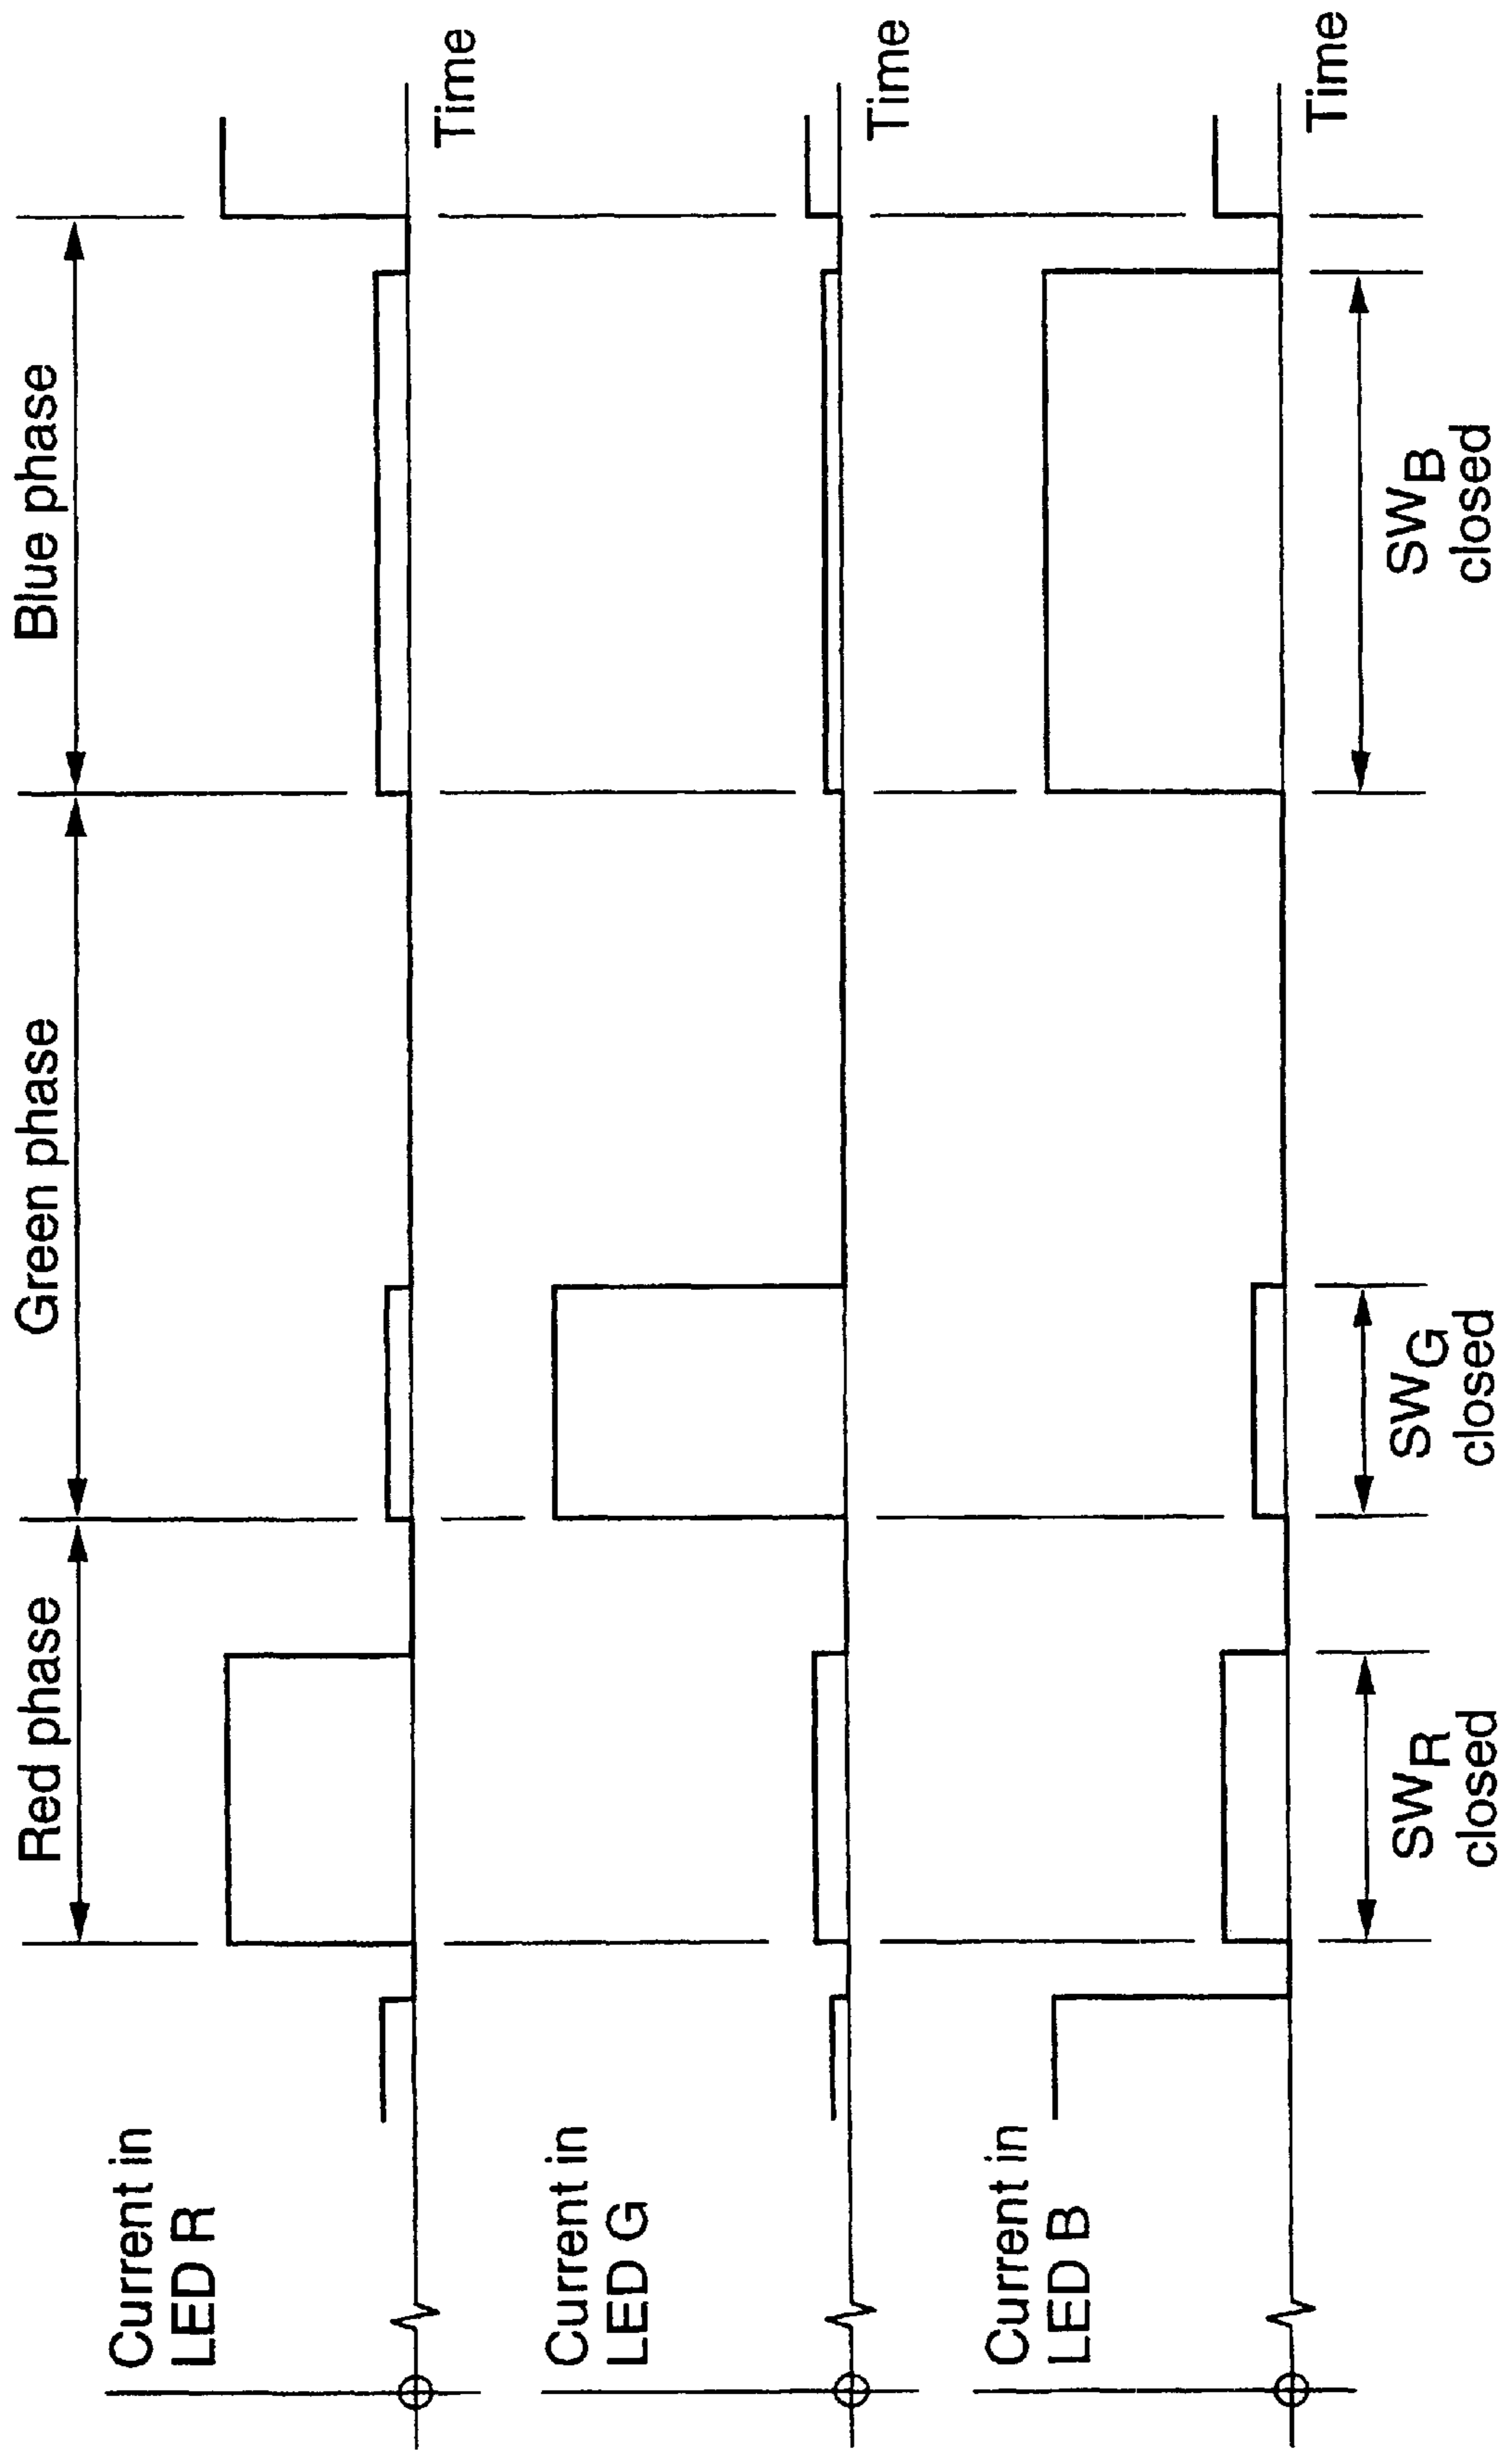 Red phase
Green phase
Blue phase
Current in
LED R
Time
Current in
LED G
Time
Current in
LED B
Time
SWR
closed
SWG
closed
SWB
closed